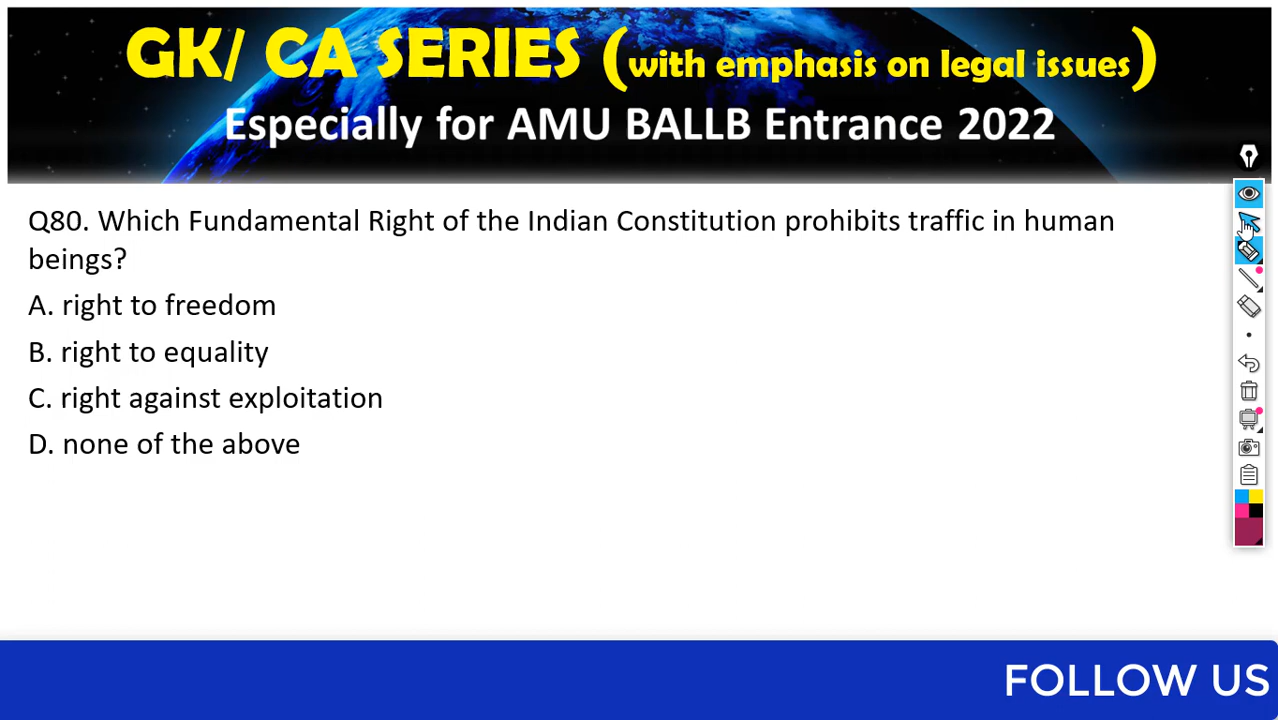 GK/ CA SERIES (with emphasis on legal issues)
Especially for AMU BALLB Entrance 2022
Q80. Which Fundamental Right of the Indian Constitution prohibits traffic in human
beings?
A. right to freedom
B. right to equality
C. right against exploitation
D. none of the above
FOLLOW US